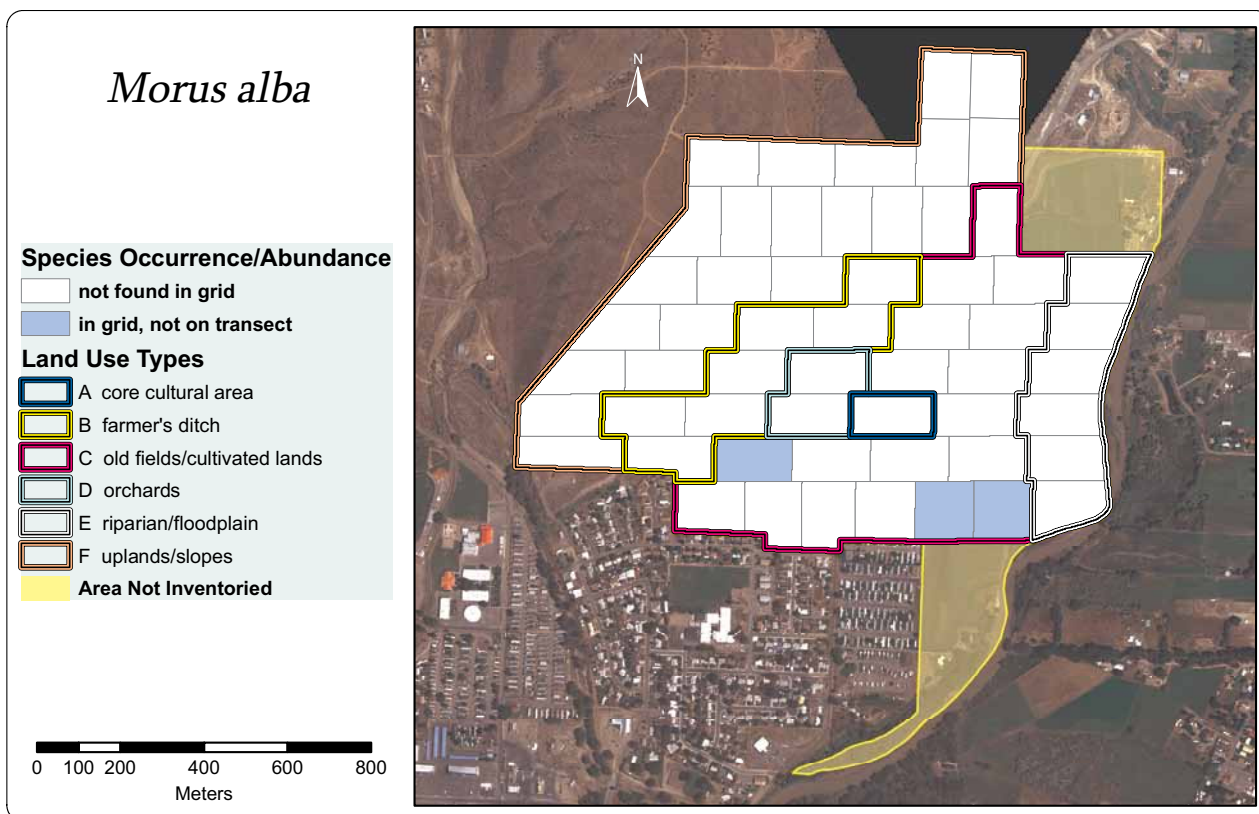 Morus alba
N
Species Occurrence/Abundance
not found in grid
in grid, not on transect
Land Use Types
A core cultural area
B farmer's ditch
C old fields/cultivated lands
D orchards
E riparian/floodplain
F uplands/slopes
Area Not Inventoried
0 100 200 400 600 800
Meters